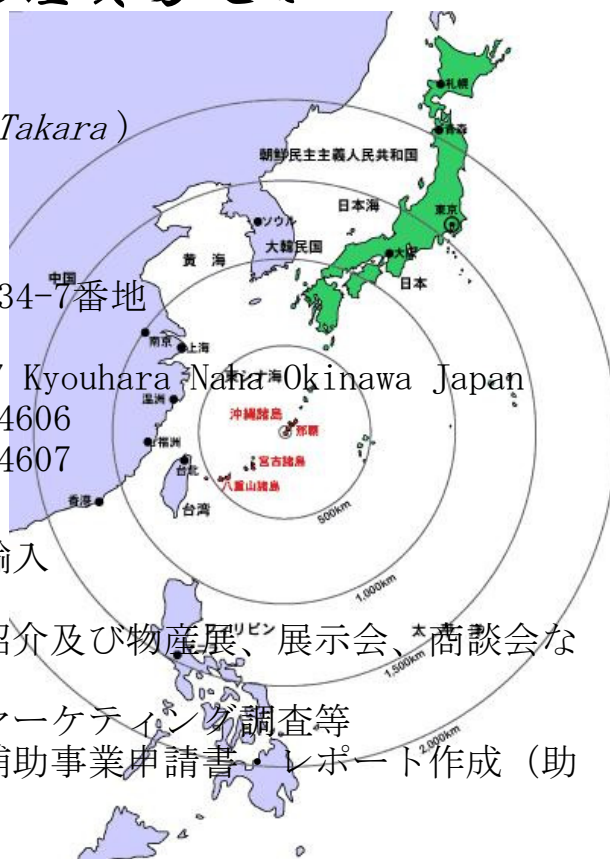 Takara）
札幌
青森
朝鮮民主主義人民共和国
日本海
東京
ソウル
大韓民国
大阪
黄　海
中国
日本
34-7番地
南京
上海
Kyouhara Naha Okinawa Japan
東シナ海
温洲
4606
沖縄諸島
那覇
福洲
4607
台北
宮古諸島
八重山諸島
香港
台湾
500km
輸入
1,000km
フィリピン
太　平　洋
紹介及び物産展、展示会、商談会な
1,500km
マーケティング調査等
2,000km
補助事業申請書・レポート作成（助